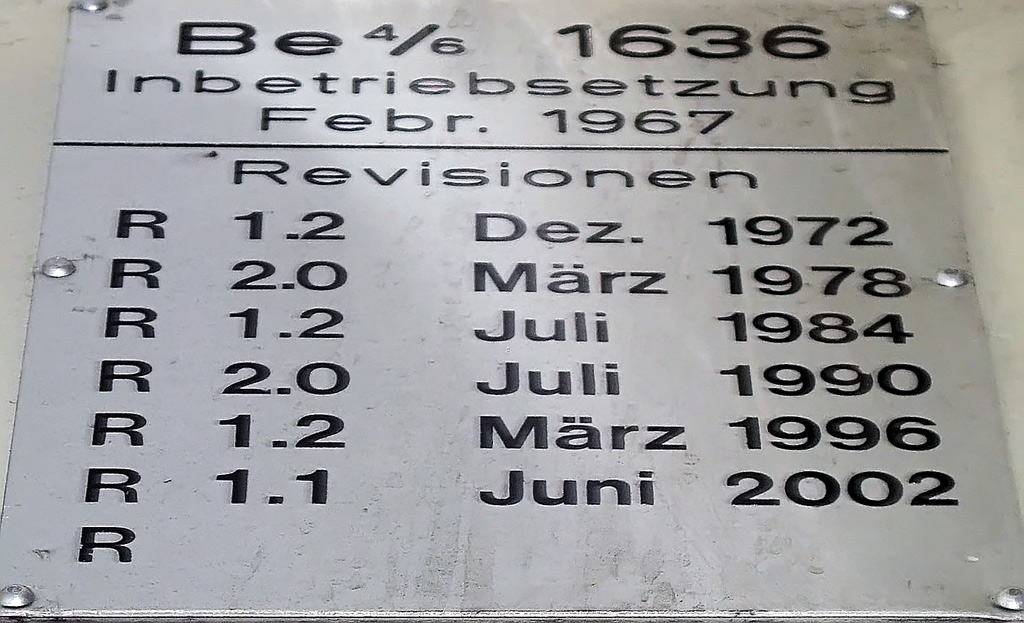 Be 4/6 1636
Inbetriebsetzung
Febr. 1967
Revisionen
R 1.2 Dez. 1972
R 2.0 März 1978
R 1.2 Juli 1984
R 2.0 Juli 1990
R 1.2 März 1996
R 1.1 Juni 2002
R